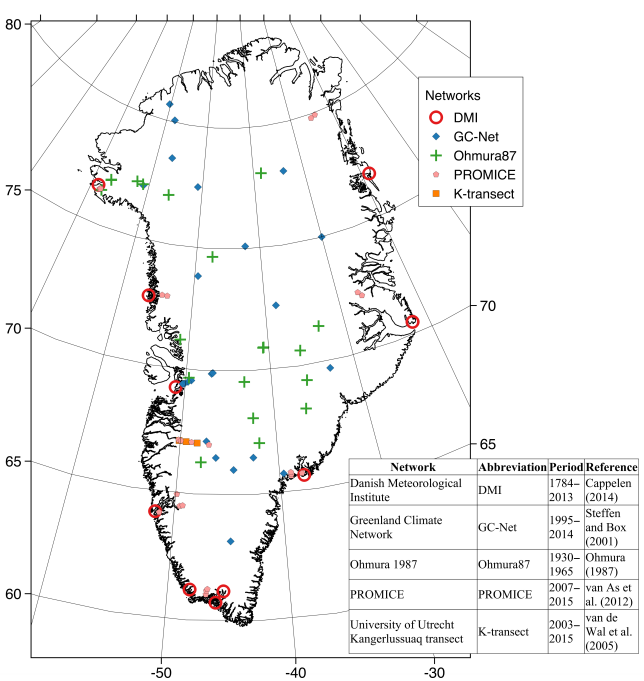 80
75
70
65
60
-50
-40
-30
70
65
Networks
DMI
GC-Net
Ohmura87
PROMICE
K-transect
Network Abbreviation Period Reference
Danish Meteorological
Institute
DMI
1784–
2013
Cappelen
(2014)
Greenland Climate
Network
GC-Net
1995–
2014
Steffen
and Box
(2001)
Ohmura 1987
Ohmura87
1930–
1965
Ohmura
(1987)
PROMICE
PROMICE
2007–
2015
van As et
al. (2012)
University of Utrecht
Kangerlussuaq transect
K-transect
2003–
2015
van de
Wal et al.
(2005)